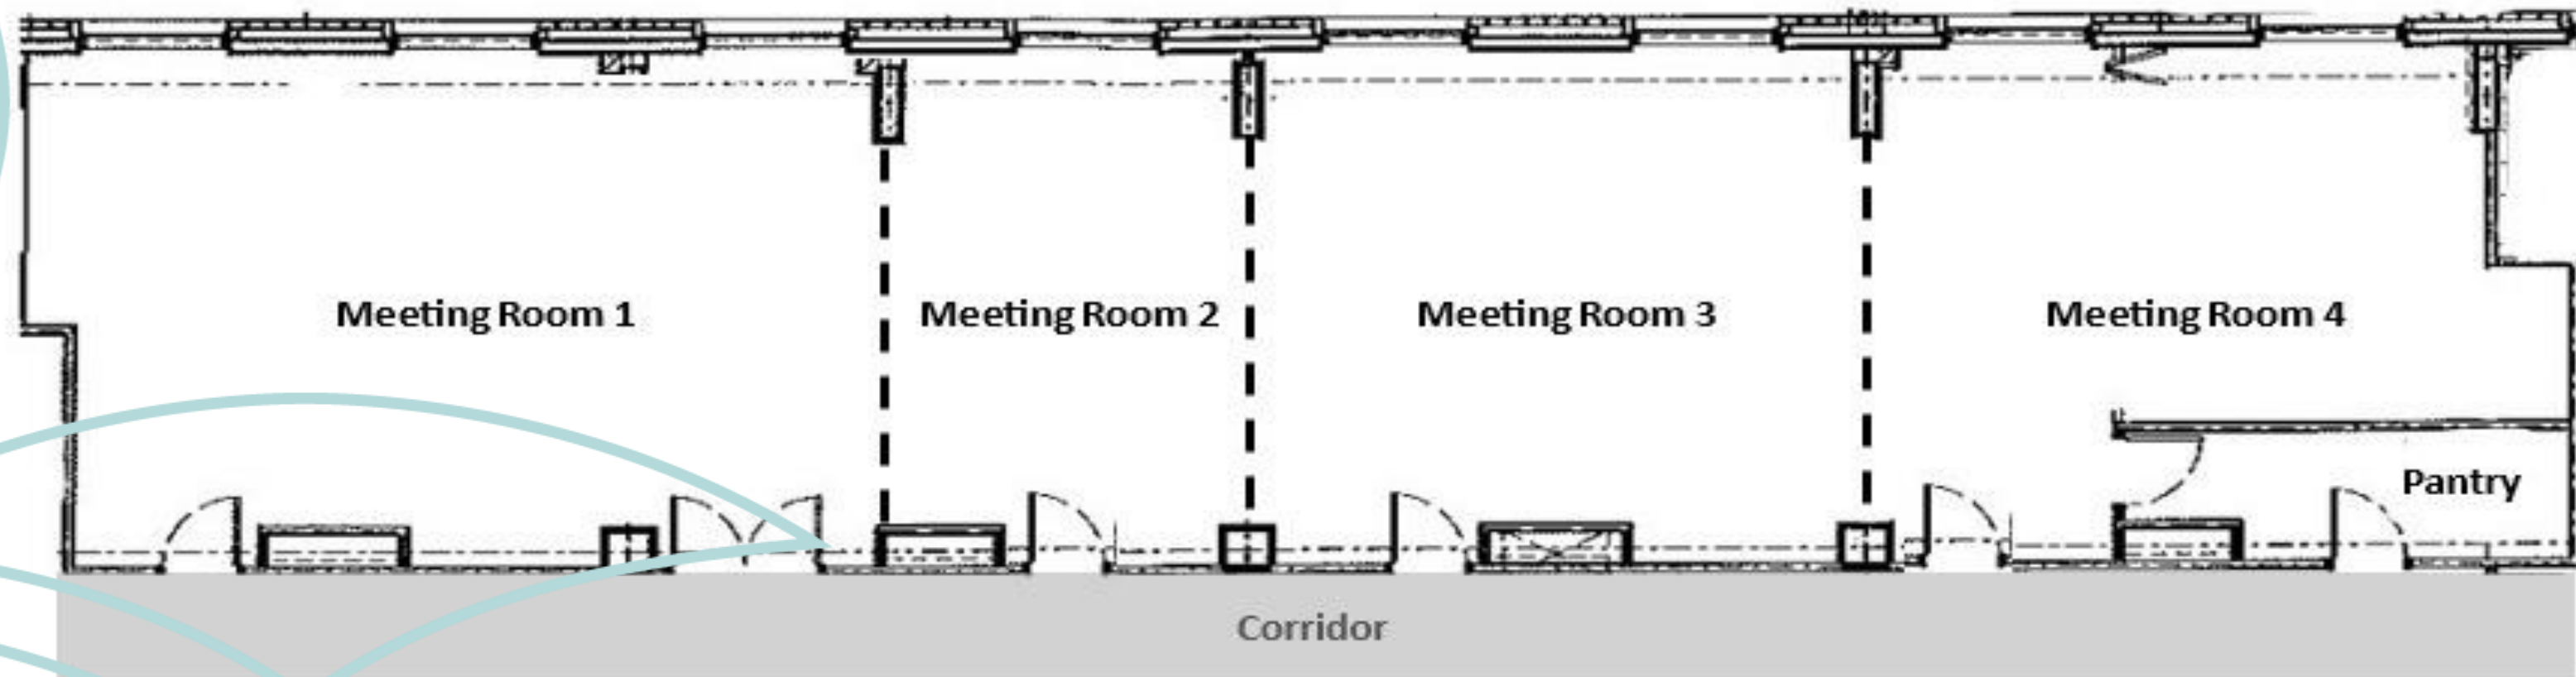 Meeting Room 1
Meeting Room 2
Meeting Room 3
Meeting Room 4
Pantry
Corridor